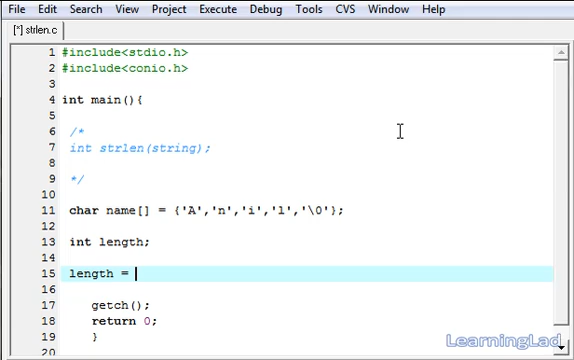 File Edit Search View Project Execute Debug Tools CVS Window Help
[*] strlen.c
1 #include<stdio.h>
2 #include<conio.h>
3
4 int main(){
5
6 /*
7 int strlen(string);
8
9 */
10
11 char name[] = {'A','n','i','l','\0'};
12
13 int length;
14
15 length =
16
17 getch();
18 return 0;
19 }
20
LearningLad